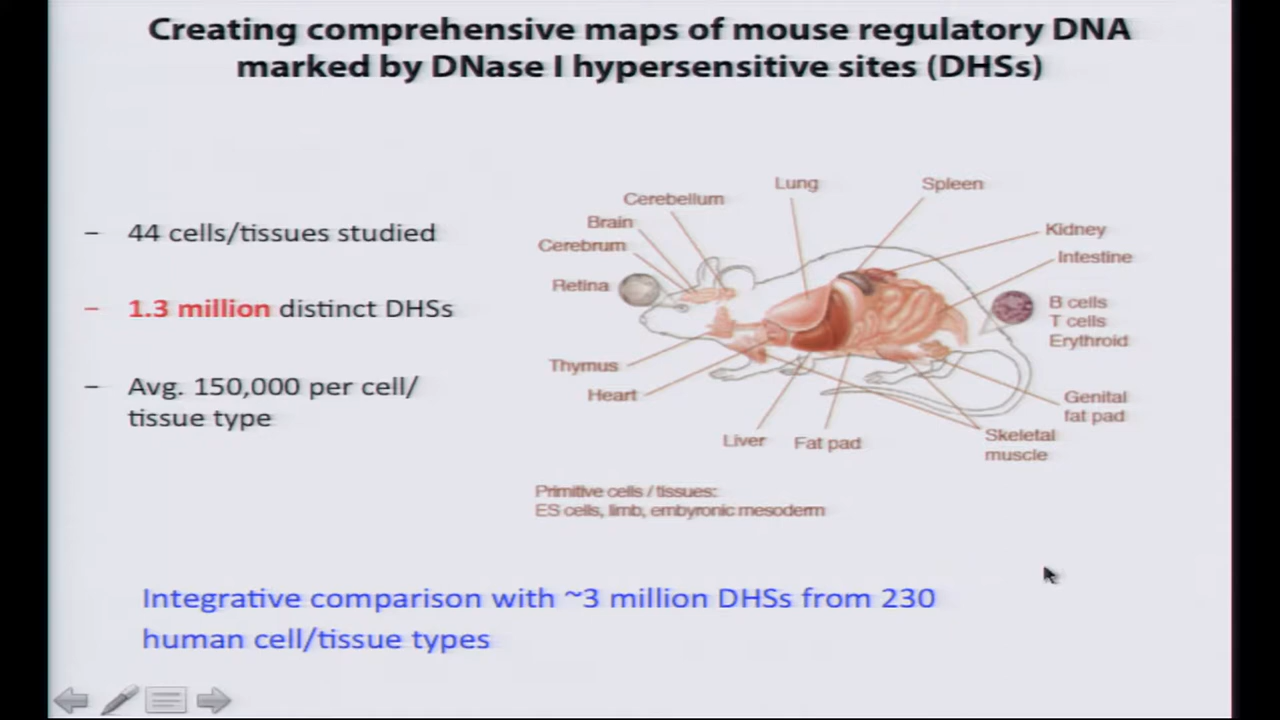 Creating comprehensive maps of mouse regulatory DNA
marked by DNase I hypersensitive sites (DHSs)
– 44 cells/tissues studied
– 1.3 million distinct DHSs
– Avg. 150,000 per cell/
tissue type
Lung
Spleen
Cerebellum
Brain
Cerebrum
Retina
Kidney
Intestine
B cells
T cells
Erythroid
Thymus
Heart
Genital
fat pad
Liver
Fat pad
Skeletal
muscle
Primitive cells / tissues:
ES cells, limb, embyronic mesoderm
Integrative comparison with ~3 million DHSs from 230
human cell/tissue types